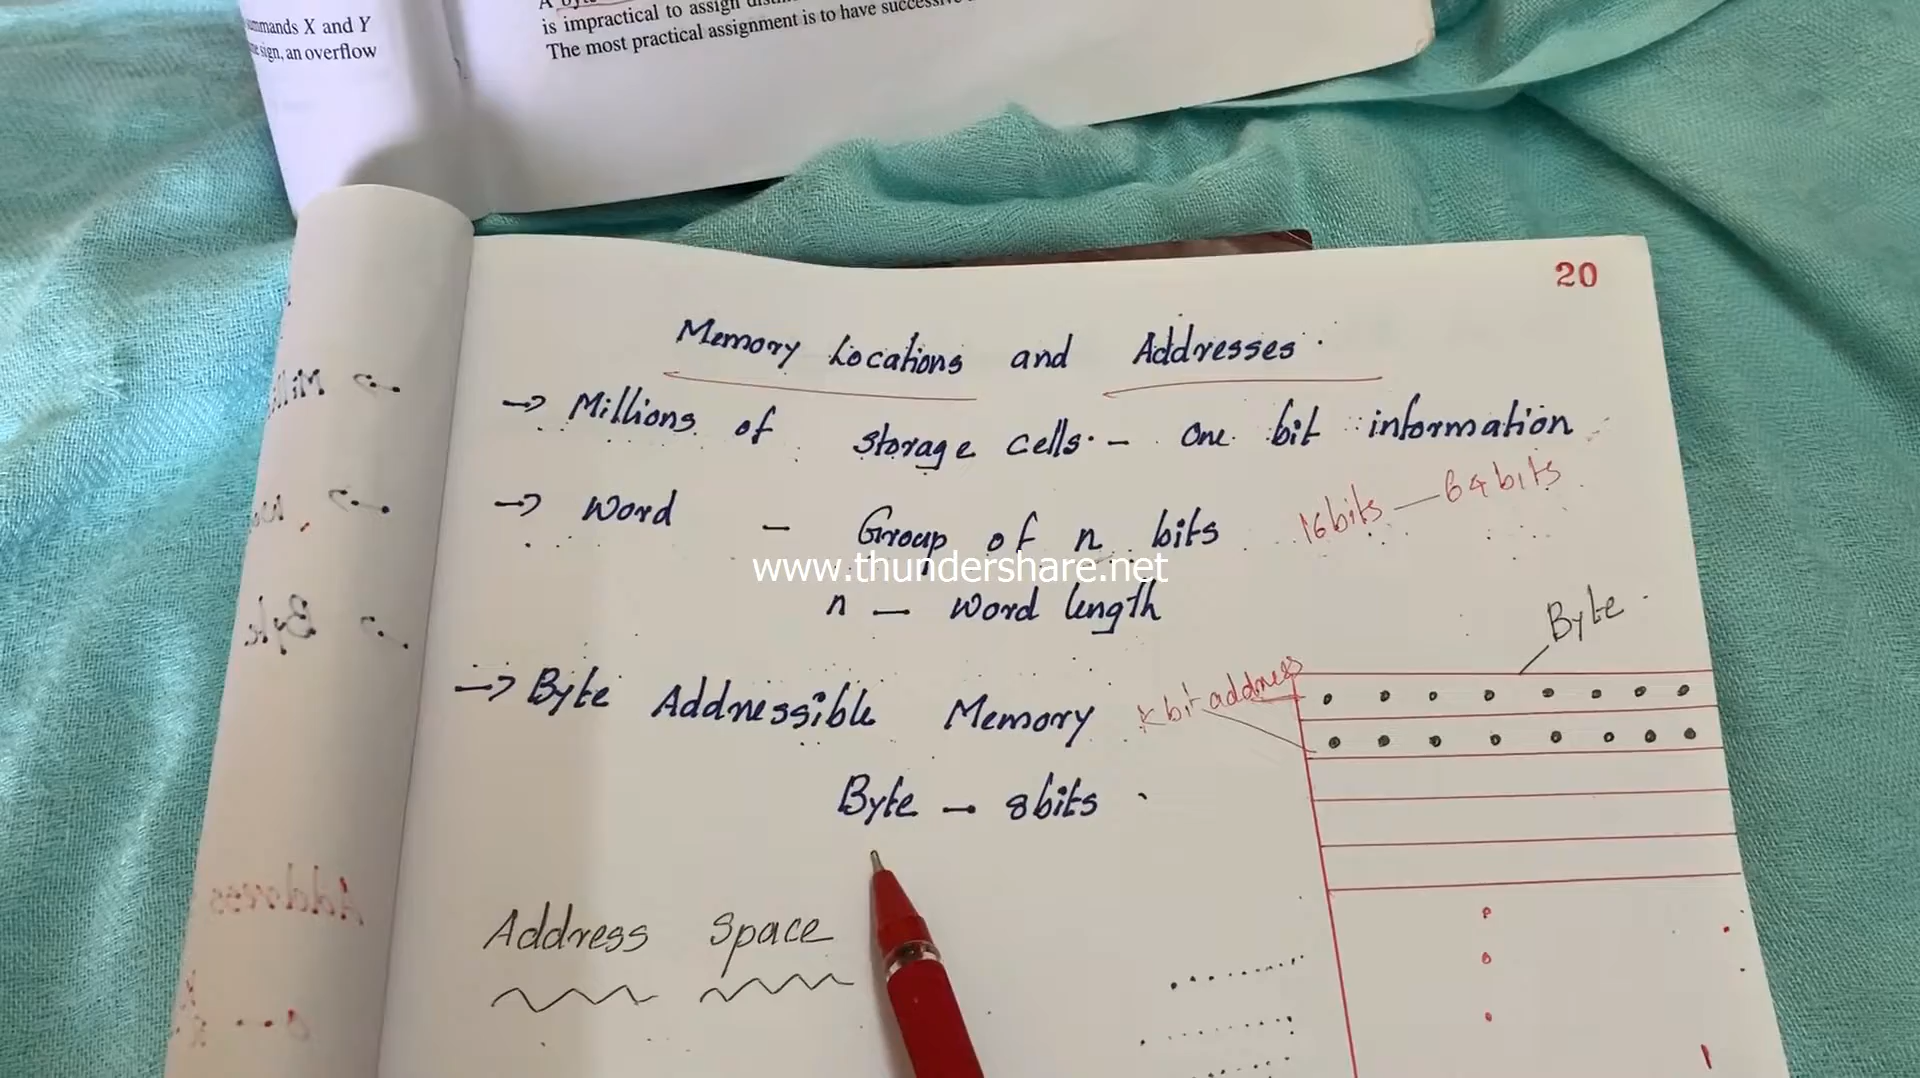 commands X and Y
sign, an overflow
is impractical to assign
The most practical assignment is to have successive
20
Memory Locations and Addresses.
→ Millions of storage cells. – one bit information
→ Word – Group of n bits
16bits — 64bits
www.thundershare.net
n — Word length
Byte
→ Byte Addressible Memory
k bit address
Byte — 8bits
Address Space